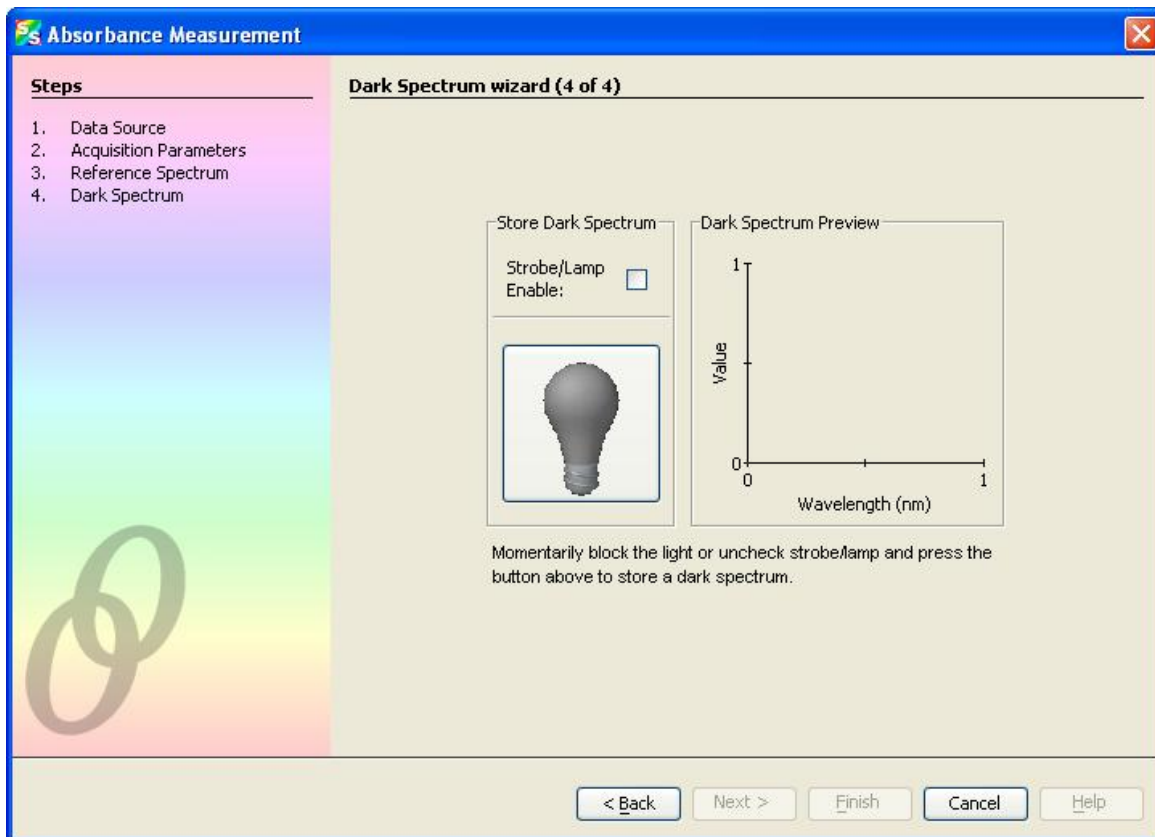 Absorbance Measurement
Steps
1. Data Source
2. Acquisition Parameters
3. Reference Spectrum
4. Dark Spectrum
Dark Spectrum wizard (4 of 4)
Store Dark Spectrum
Strobe/Lamp
Enable:
Dark Spectrum Preview
1
Value
0
0
1
Wavelength (nm)
Momentarily block the light or uncheck strobe/lamp and press the
button above to store a dark spectrum.
< Back
Next >
Finish
Cancel
Help